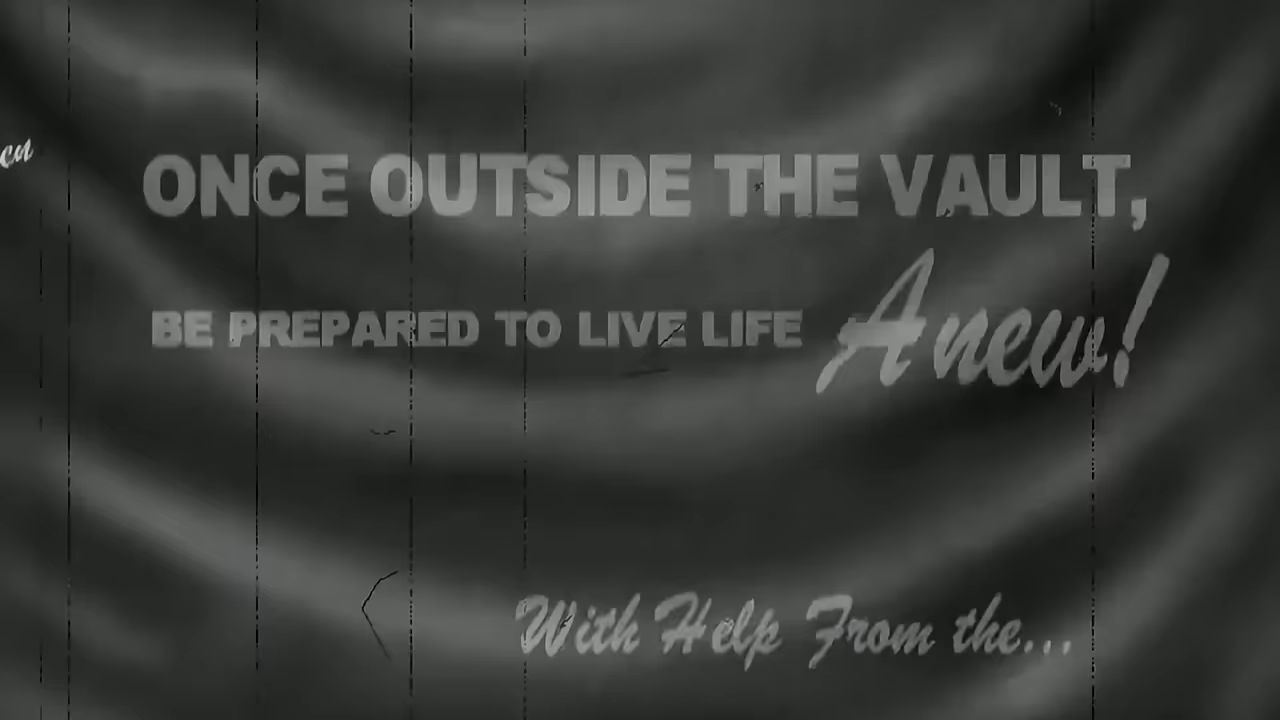 ONCE OUTSIDE THE VAULT,
BE PREPARED TO LIVE LIFE Anew!
With Help From the...